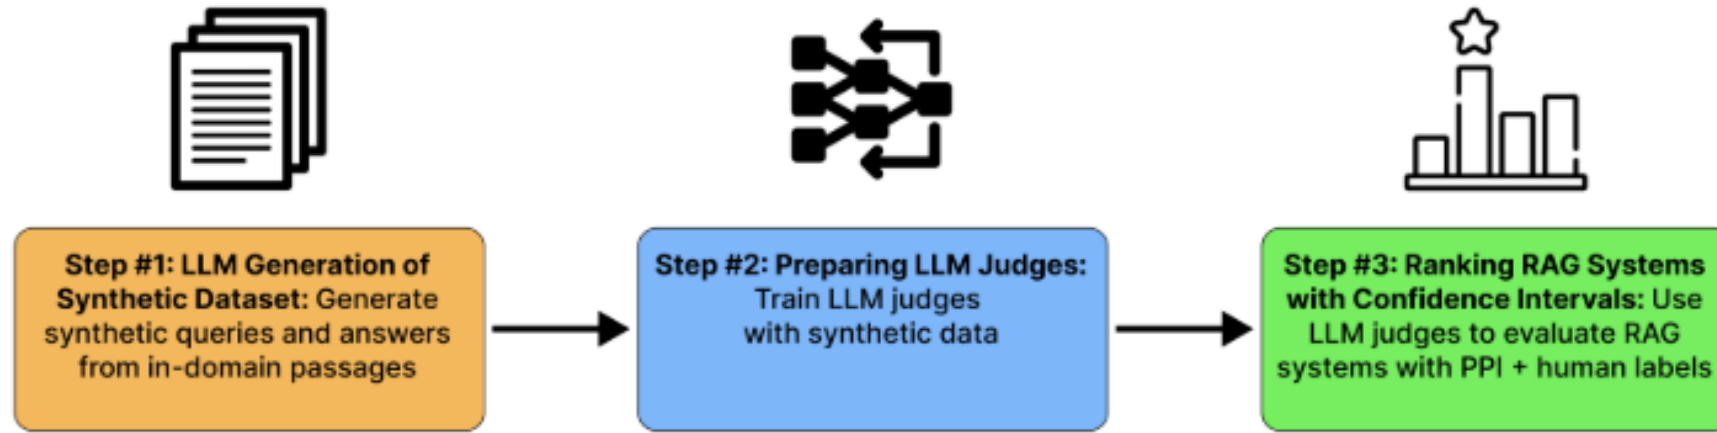 Step #1: LLM Generation of
Synthetic Dataset: Generate
synthetic queries and answers
from in-domain passages
Step #2: Preparing LLM Judges:
Train LLM judges
with synthetic data
Step #3: Ranking RAG Systems
with Confidence Intervals: Use
LLM judges to evaluate RAG
systems with PPI + human labels